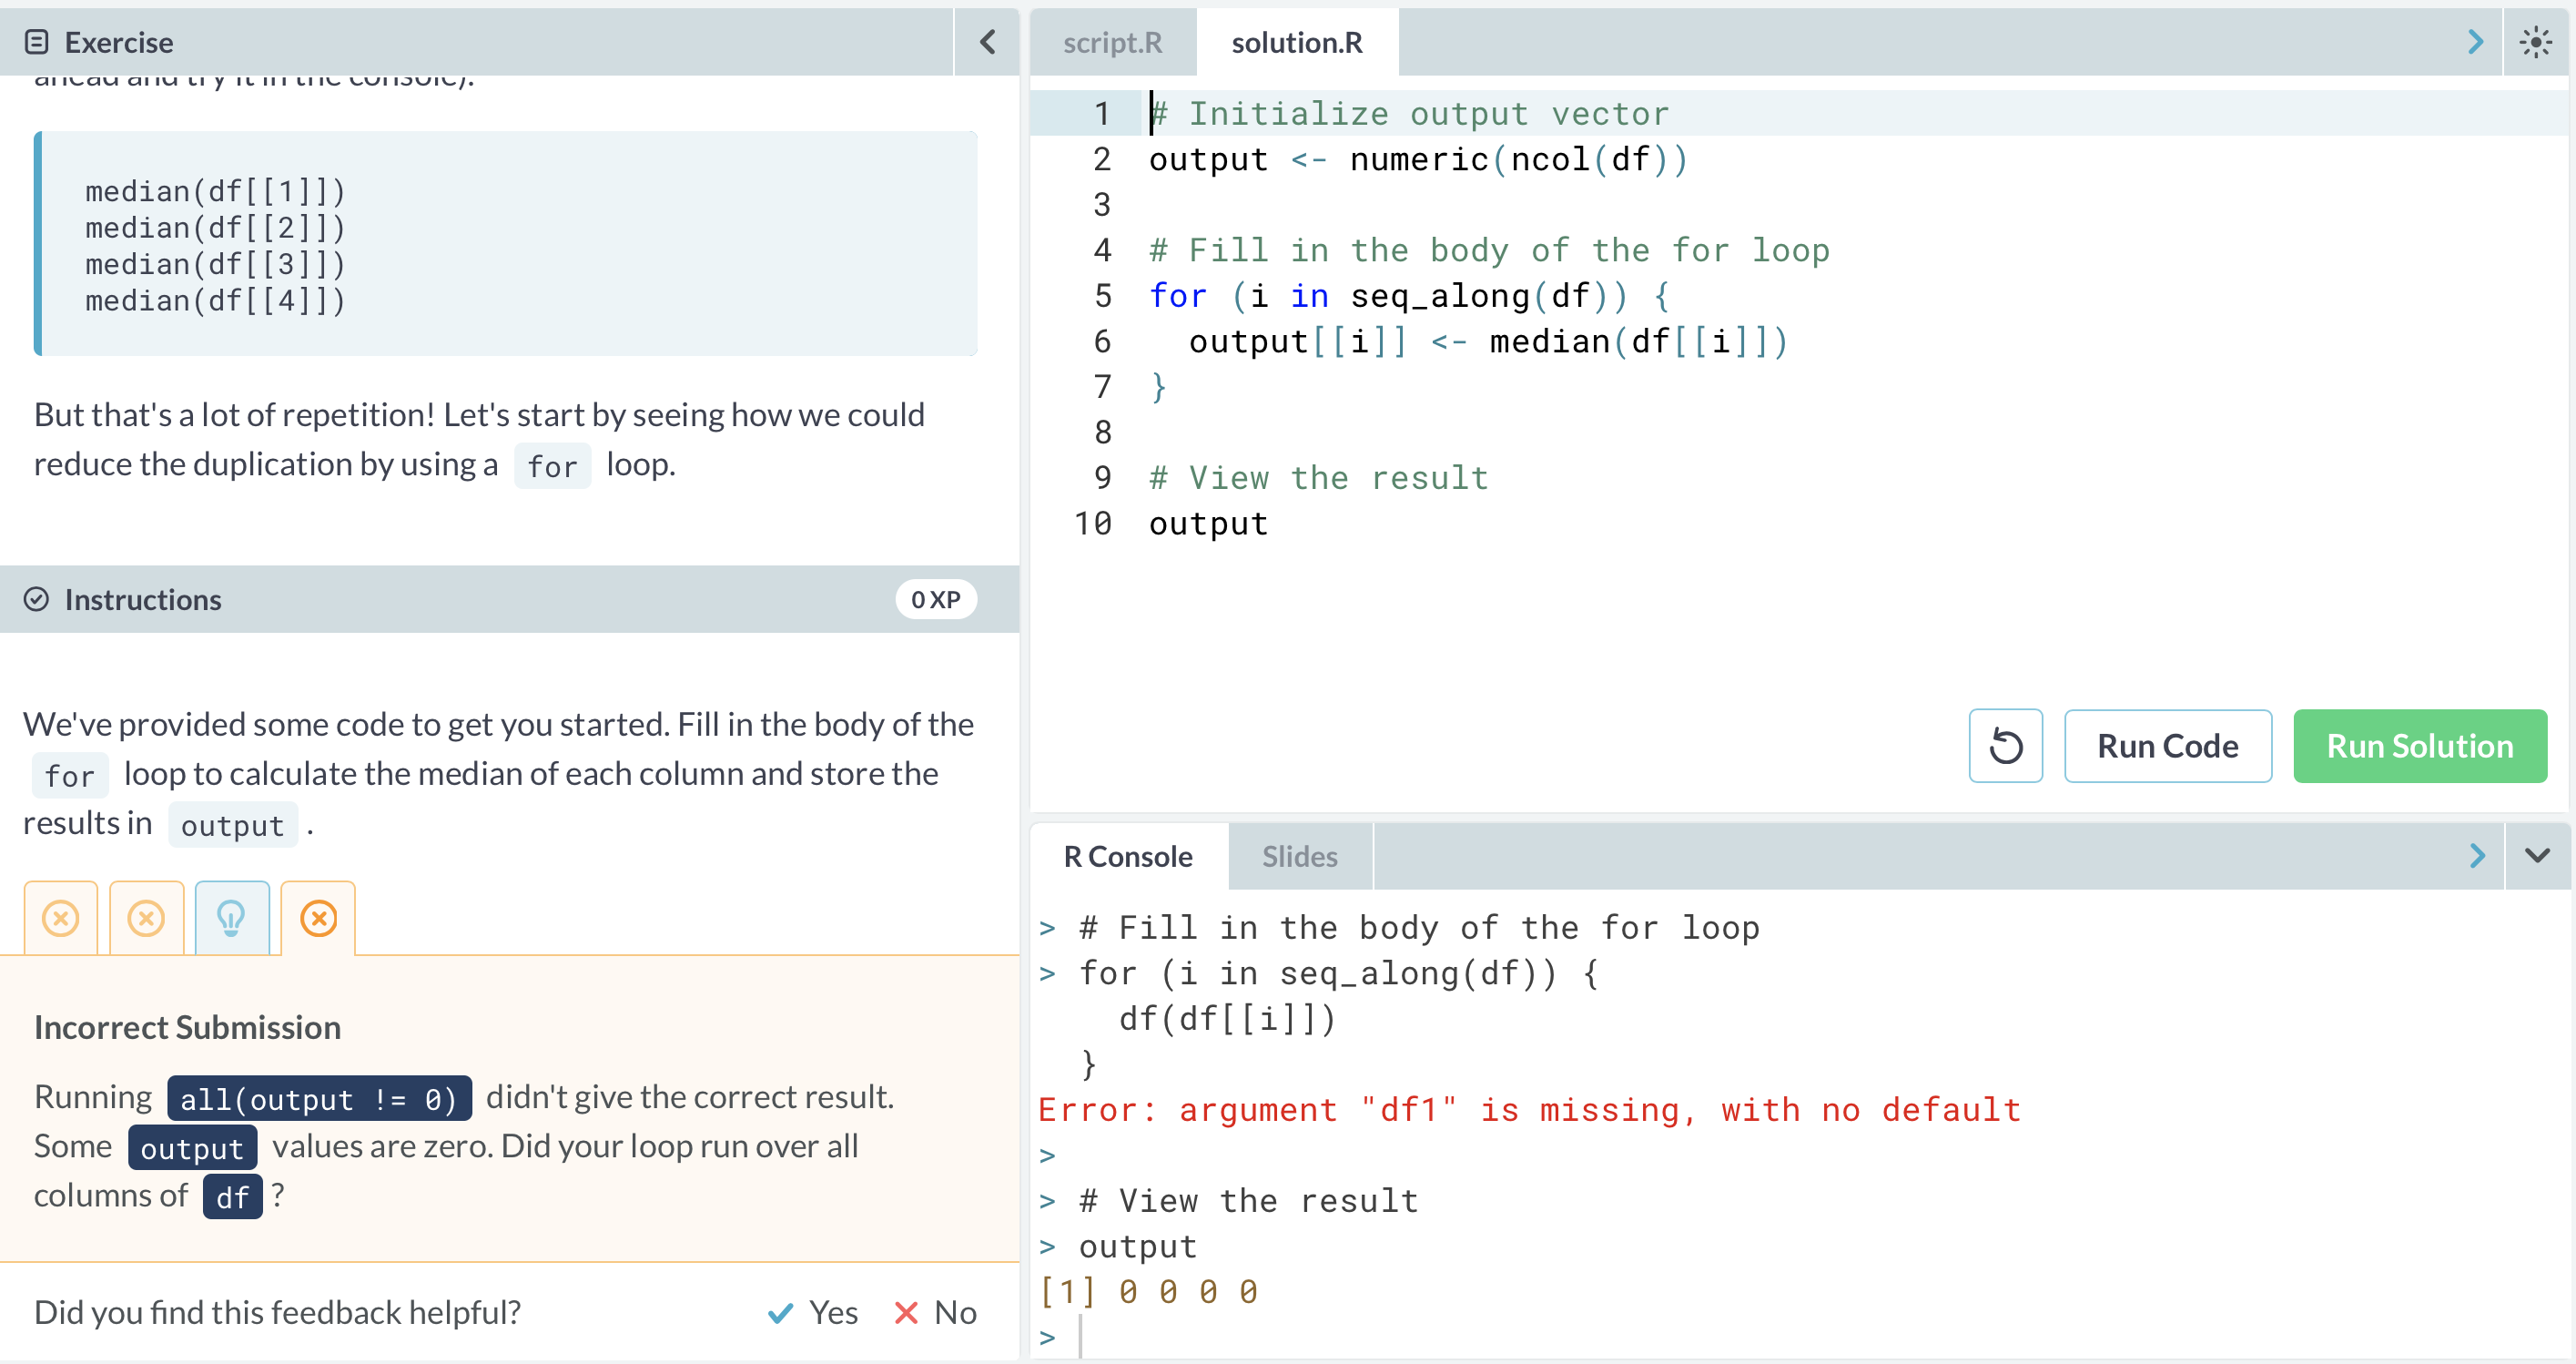 Exercise
ahead and try it in the console).
median(df[[1]])
median(df[[2]])
median(df[[3]])
median(df[[4]])
But that's a lot of repetition! Let's start by seeing how we could
reduce the duplication by using a for loop.
Instructions
0 XP
We've provided some code to get you started. Fill in the body of the
for loop to calculate the median of each column and store the
results in output .
Incorrect Submission
Running all(output != 0) didn't give the correct result.
Some output values are zero. Did your loop run over all
columns of df ?
Did you find this feedback helpful?
Yes
No
script.R
solution.R
1 # Initialize output vector
2 output <- numeric(ncol(df))
3
4 # Fill in the body of the for loop
5 for (i in seq_along(df)) {
6   output[[i]] <- median(df[[i]])
7 }
8
9 # View the result
10 output
Run Code
Run Solution
R Console
Slides
> # Fill in the body of the for loop
> for (i in seq_along(df)) {
    df(df[[i]])
  }
Error: argument "df1" is missing, with no default
>
> # View the result
> output
[1] 0 0 0 0
>